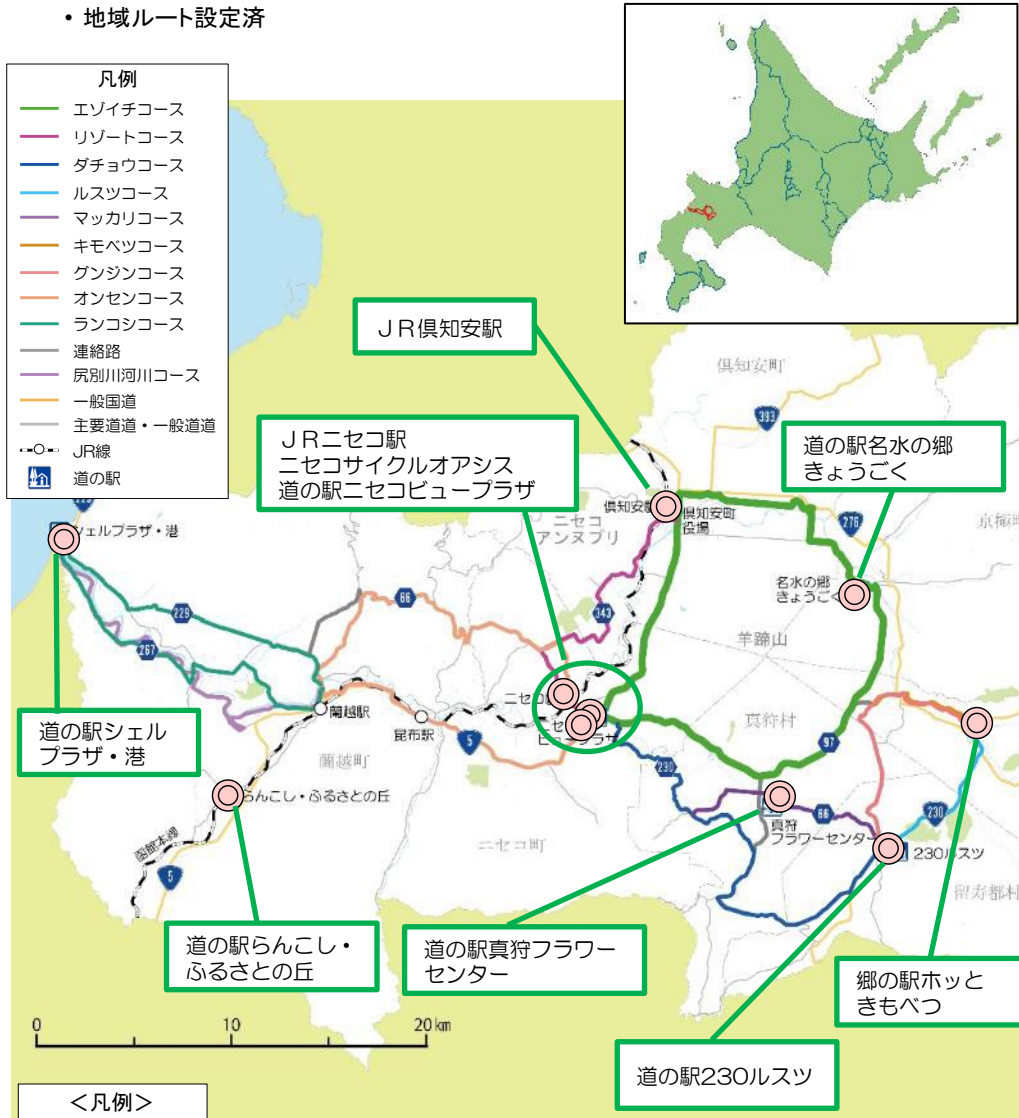 ・地域ルート設定済
凡例
エゾイチコース
リゾートコース
ダチョウコース
ルスツコース
マッカリコース
キモベツコース
グンジンコース
オンセンコース
ランコシコース
連絡路
尻別川河川コース
一般国道
主要道道・一般道道
JR線
道の駅
JR倶知安駅
倶知安町
393
JRニセコ駅
ニセコサイクルオアシス
道の駅ニセコビュープラザ
道の駅名水の郷
きょうごく
シェルプラザ・港
ニセコ
アンヌプリ
倶知安町
役場
276
名水の郷
きょうごく
66
343
229
267
羊蹄山
道の駅シェル
プラザ・港
蘭越駅
昆布駅
5
ビュープラザ
真狩村
97
230
蘭越町
らんこし・ふるさとの丘
66
230
真狩
フラワーセンター
230ルスツ
函館本線
5
ニセコ町
留寿都村
道の駅らんこし・
ふるさとの丘
道の駅真狩フラワー
センター
郷の駅ホッと
きもべつ
0 10 20 km
道の駅230ルスツ
<凡例>